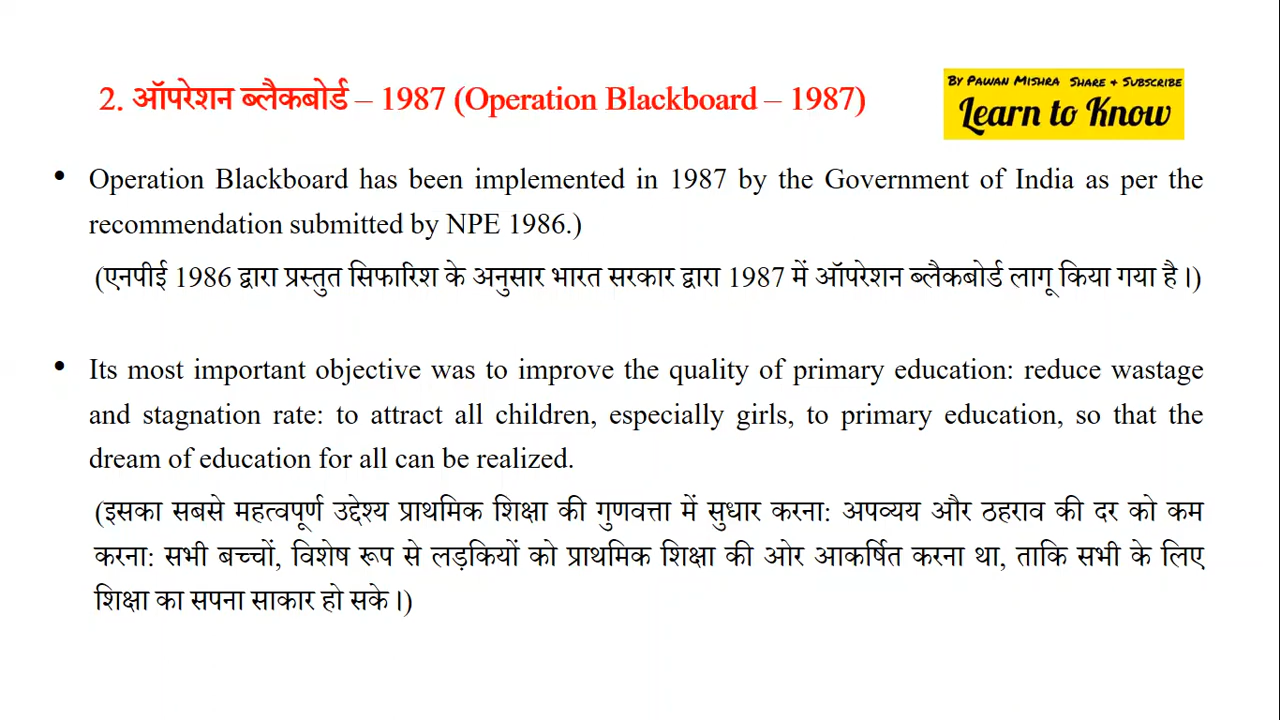 2. ऑपरेशन ब्लैकबोर्ड – 1987 (Operation Blackboard – 1987)
BY PAWAN MISHRA SHARE + SUBSCRIBE
Learn to Know
• Operation Blackboard has been implemented in 1987 by the Government of India as per the
recommendation submitted by NPE 1986.)
(एनपीई 1986 द्वारा प्रस्तुत सिफारिश के अनुसार भारत सरकार द्वारा 1987 में ऑपरेशन ब्लैकबोर्ड लागू किया गया है।)
• Its most important objective was to improve the quality of primary education: reduce wastage
and stagnation rate: to attract all children, especially girls, to primary education, so that the
dream of education for all can be realized.
(इसका सबसे महत्वपूर्ण उद्देश्य प्राथमिक शिक्षा की गुणवत्ता में सुधार करना: अपव्यय और ठहराव की दर को कम
करना: सभी बच्चों, विशेष रूप से लड़कियों को प्राथमिक शिक्षा की ओर आकर्षित करना था, ताकि सभी के लिए
शिक्षा का सपना साकार हो सके।)